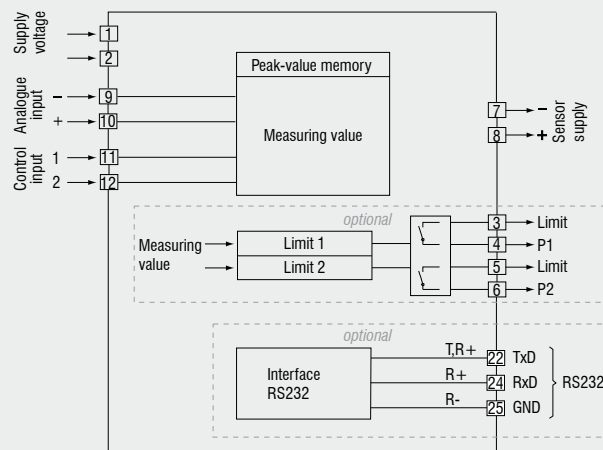 Supply
voltage
1
2
Analogue
input
−
+
9
10
Control
input
1
2
11
12
Peak-value memory
Measuring value
7
−
8
+
Sensor
supply
optional
Measuring
value
Limit 1
Limit 2
3
Limit
4
P1
5
Limit
6
P2
optional
Interface
RS232
T,R+
22
TxD
R+
24
RxD
R-
25
GND
RS232